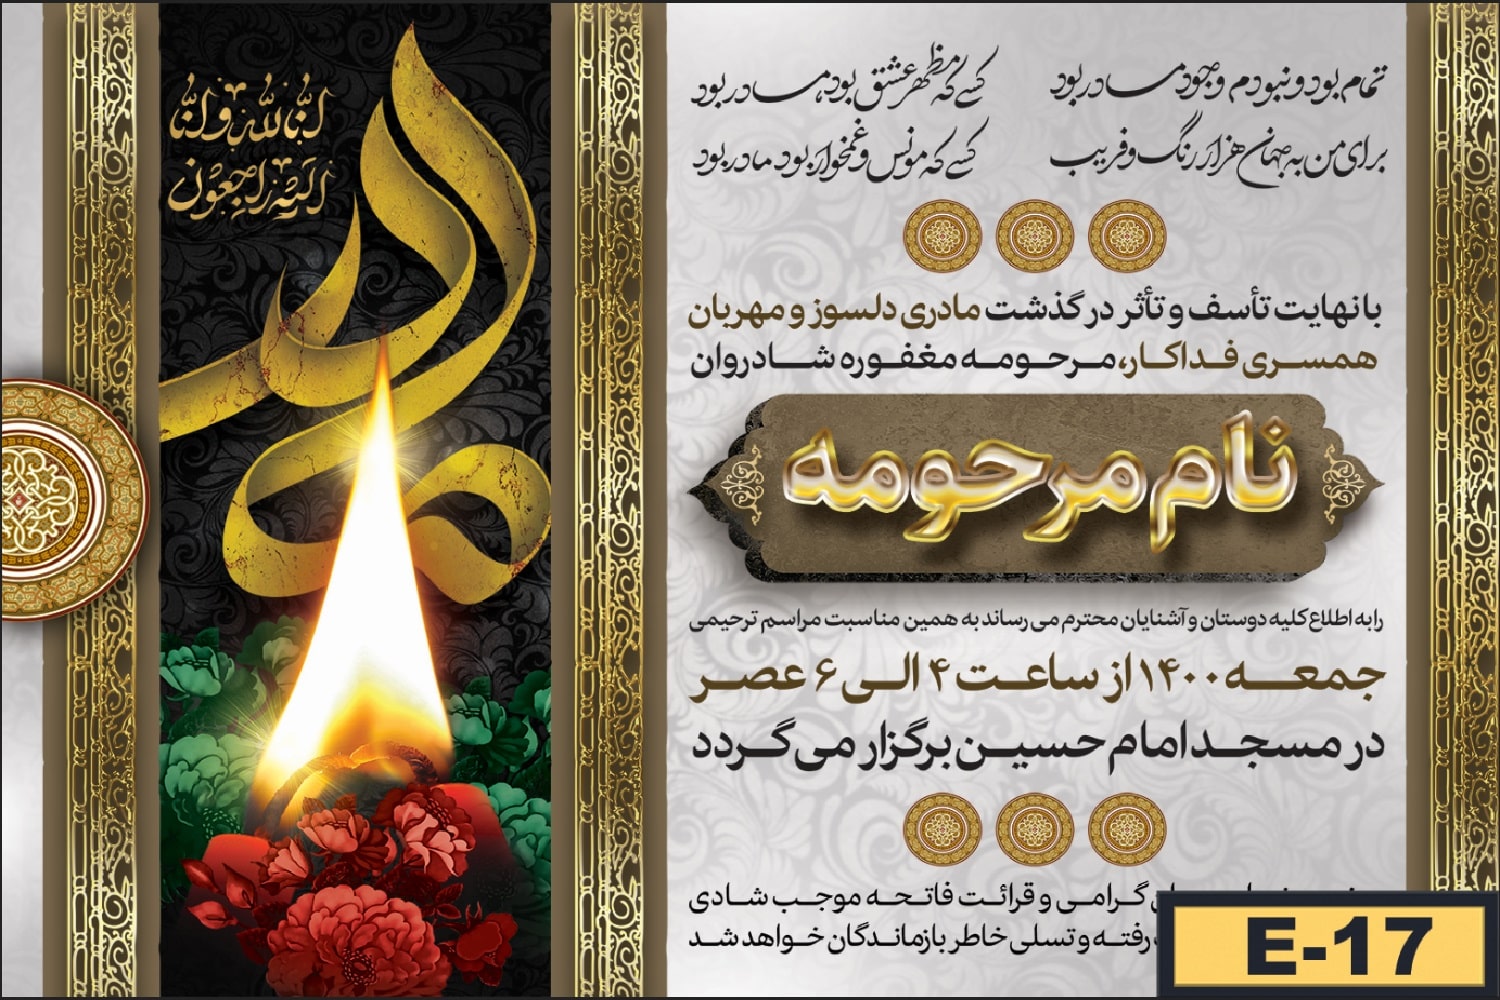 تمام بود و نبودم وجود مادر بود کسی که مظهر عشق بود، مادر بود
برای من به جهان هزار رنگ و فریب کسی که مونس و غمخوار بود مادر بود
با نهایت تأسف و تأثر درگذشت مادری دلسوز و مهربان
همسری فداکار، مرحومه مغفوره شادروان
نام مرحومه
را به اطلاع کلیه دوستان و آشنایان محترم می رساند به همین مناسبت مراسم ترحیمی
جمعه ۱۴۰۰ از ساعت ۴ الی ۶ عصر
در مسجد امام حسین برگزار می گردد
گرامی و قرائت فاتحه موجب شادی
رفته و تسلی خاطر بازماندگان خواهد شد
E-17
انا لله و انا
الیه راجعون
مادر